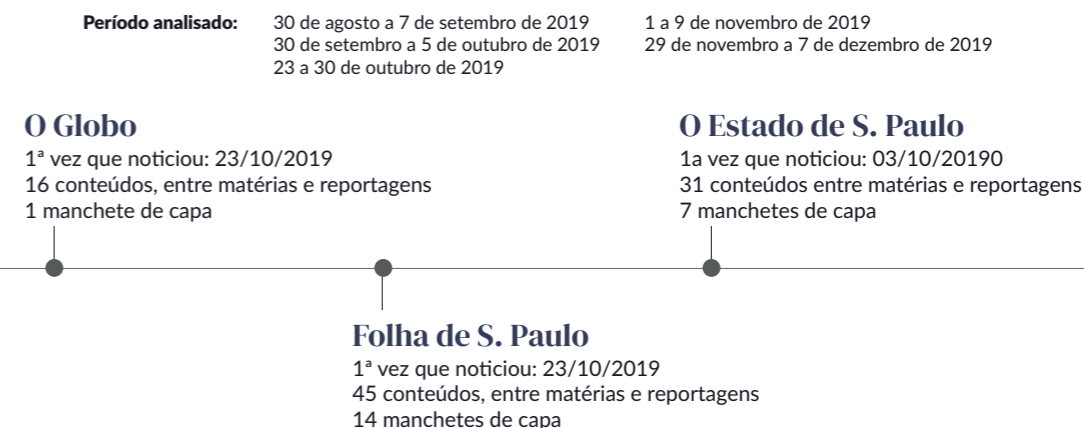 Período analisado:
30 de agosto a 7 de setembro de 2019
30 de setembro a 5 de outubro de 2019
23 a 30 de outubro de 2019
1 a 9 de novembro de 2019
29 de novembro a 7 de dezembro de 2019
O Globo
1ª vez que noticiou: 23/10/2019
16 conteúdos, entre matérias e reportagens
1 manchete de capa
Folha de S. Paulo
1ª vez que noticiou: 23/10/2019
45 conteúdos, entre matérias e reportagens
14 manchetes de capa
O Estado de S. Paulo
1a vez que noticiou: 03/10/20190
31 conteúdos entre matérias e reportagens
7 manchetes de capa